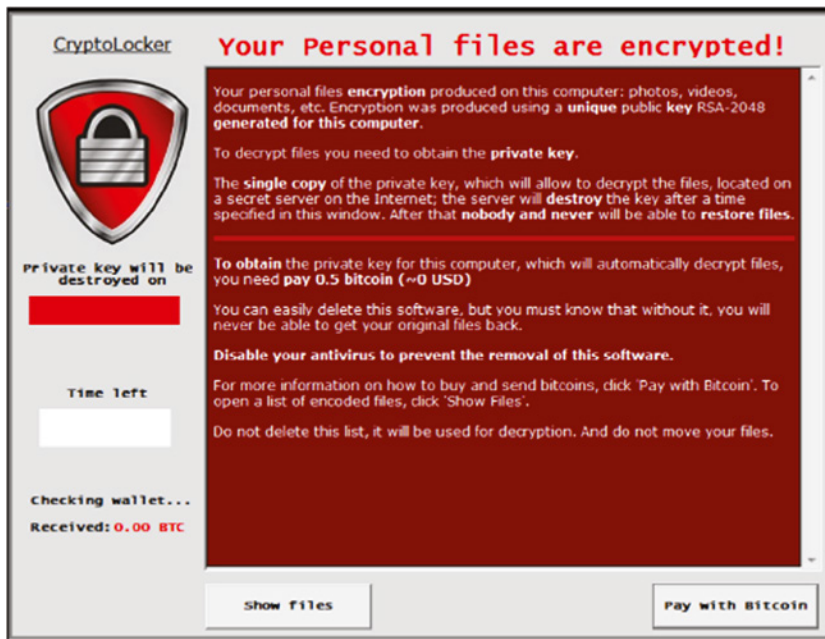 CryptoLocker
Your Personal files are encrypted!
Your personal files encryption produced on this computer: photos, videos,
documents, etc. Encryption was produced using a unique public key RSA-2048
generated for this computer.
To decrypt files you need to obtain the private key.
The single copy of the private key, which will allow to decrypt the files, located on
a secret server on the Internet; the server will destroy the key after a time
specified in this window. After that nobody and never will be able to restore files.
To obtain the private key for this computer, which will automatically decrypt files,
you need pay 0.5 bitcoin (~0 USD)
You can easily delete this software, but you must know that without it, you will
never be able to get your original files back.
Disable your antivirus to prevent the removal of this software.
For more information on how to buy and send bitcoins, click 'Pay with Bitcoin'. To
open a list of encoded files, click 'Show Files'.
Do not delete this list, it will be used for decryption. And do not move your files.
Private key will be
destroyed on
Time left
Checking wallet...
Received: 0.00 BTC
Show files
Pay with Bitcoin